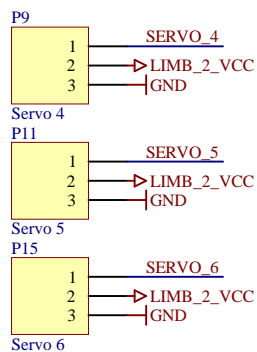 P9
1 SERVO_4
2 LIMB_2_VCC
3 GND
Servo 4
P11
1 SERVO_5
2 LIMB_2_VCC
3 GND
Servo 5
P15
1 SERVO_6
2 LIMB_2_VCC
3 GND
Servo 6